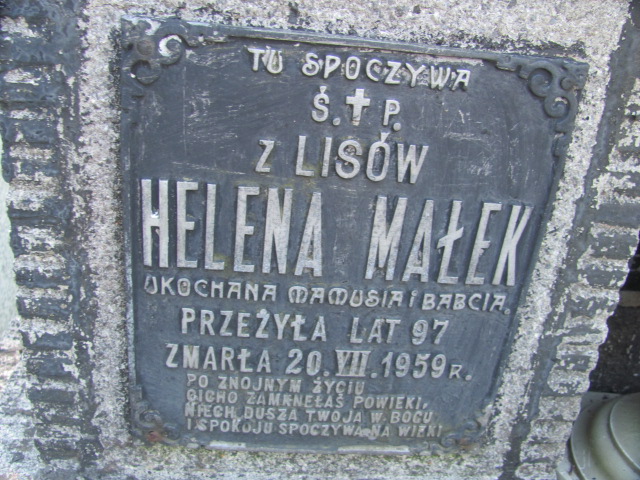 TU SPOCZYWA
Ś. † P.
Z LISÓW
HELENA MAŁEK
UKOCHANA MAMUSIA i BABCIA.
PRZEŻYŁA LAT 97
ZMARŁA 20.VII.1959 R.
PO ZNOJNYM ŻYCIU
CICHO ZAMKNĘŁAŚ POWIEKI,
NIECH DUSZA TWOJA W BOGU
I SPOKOJU SPOCZYWA NA WIEKI